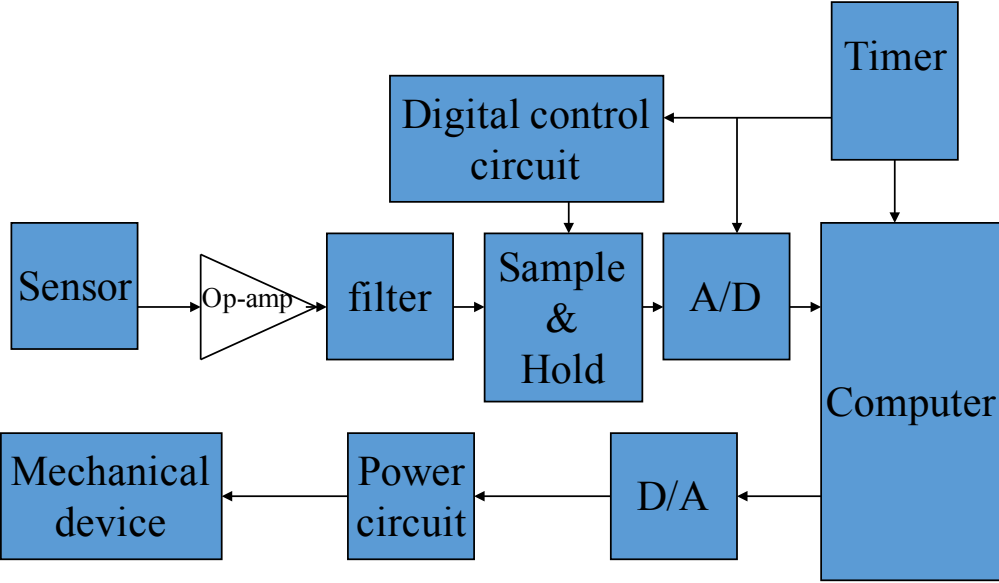 Timer
Digital control
circuit
Sensor
Op-amp
filter
Sample
&
Hold
A/D
Computer
Mechanical
device
Power
circuit
D/A